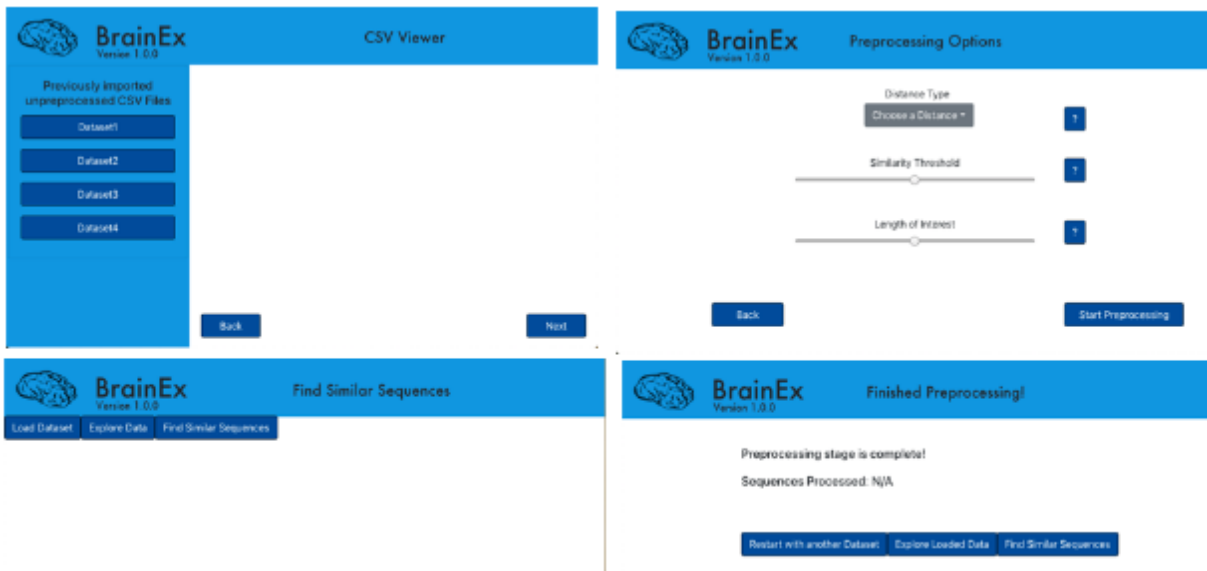 BrainEx
Version 1.0.0
CSV Viewer
Previously imported
unpreprocessed CSV Files
Dataset1
Dataset2
Dataset3
Dataset4
Back
Next
BrainEx
Version 1.0.0
Preprocessing Options
Distance Type
Choose a Distance
?
Similarity Threshold
?
Length of Interest
?
Back
Start Preprocessing
BrainEx
Version 1.0.0
Find Similar Sequences
Load Dataset
Explore Data
Find Similar Sequences
BrainEx
Version 1.0.0
Finished Preprocessing!
Preprocessing stage is complete!
Sequences Processed: N/A
Restart with another Dataset
Explore Loaded Data
Find Similar Sequences